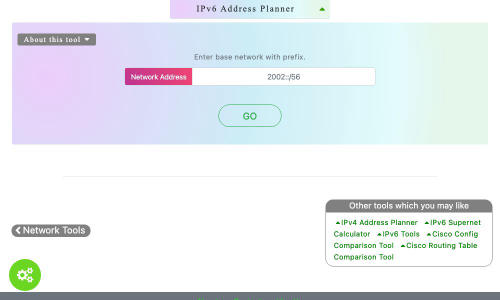 IPv6 Address Planner
About this tool
Enter base network with prefix.
Network Address 2002::/56
GO
Other tools which you may like
IPv4 Address Planner IPv6 Supernet
Calculator IPv6 Tools Cisco Config
Comparison Tool Cisco Routing Table
Comparison Tool
Network Tools